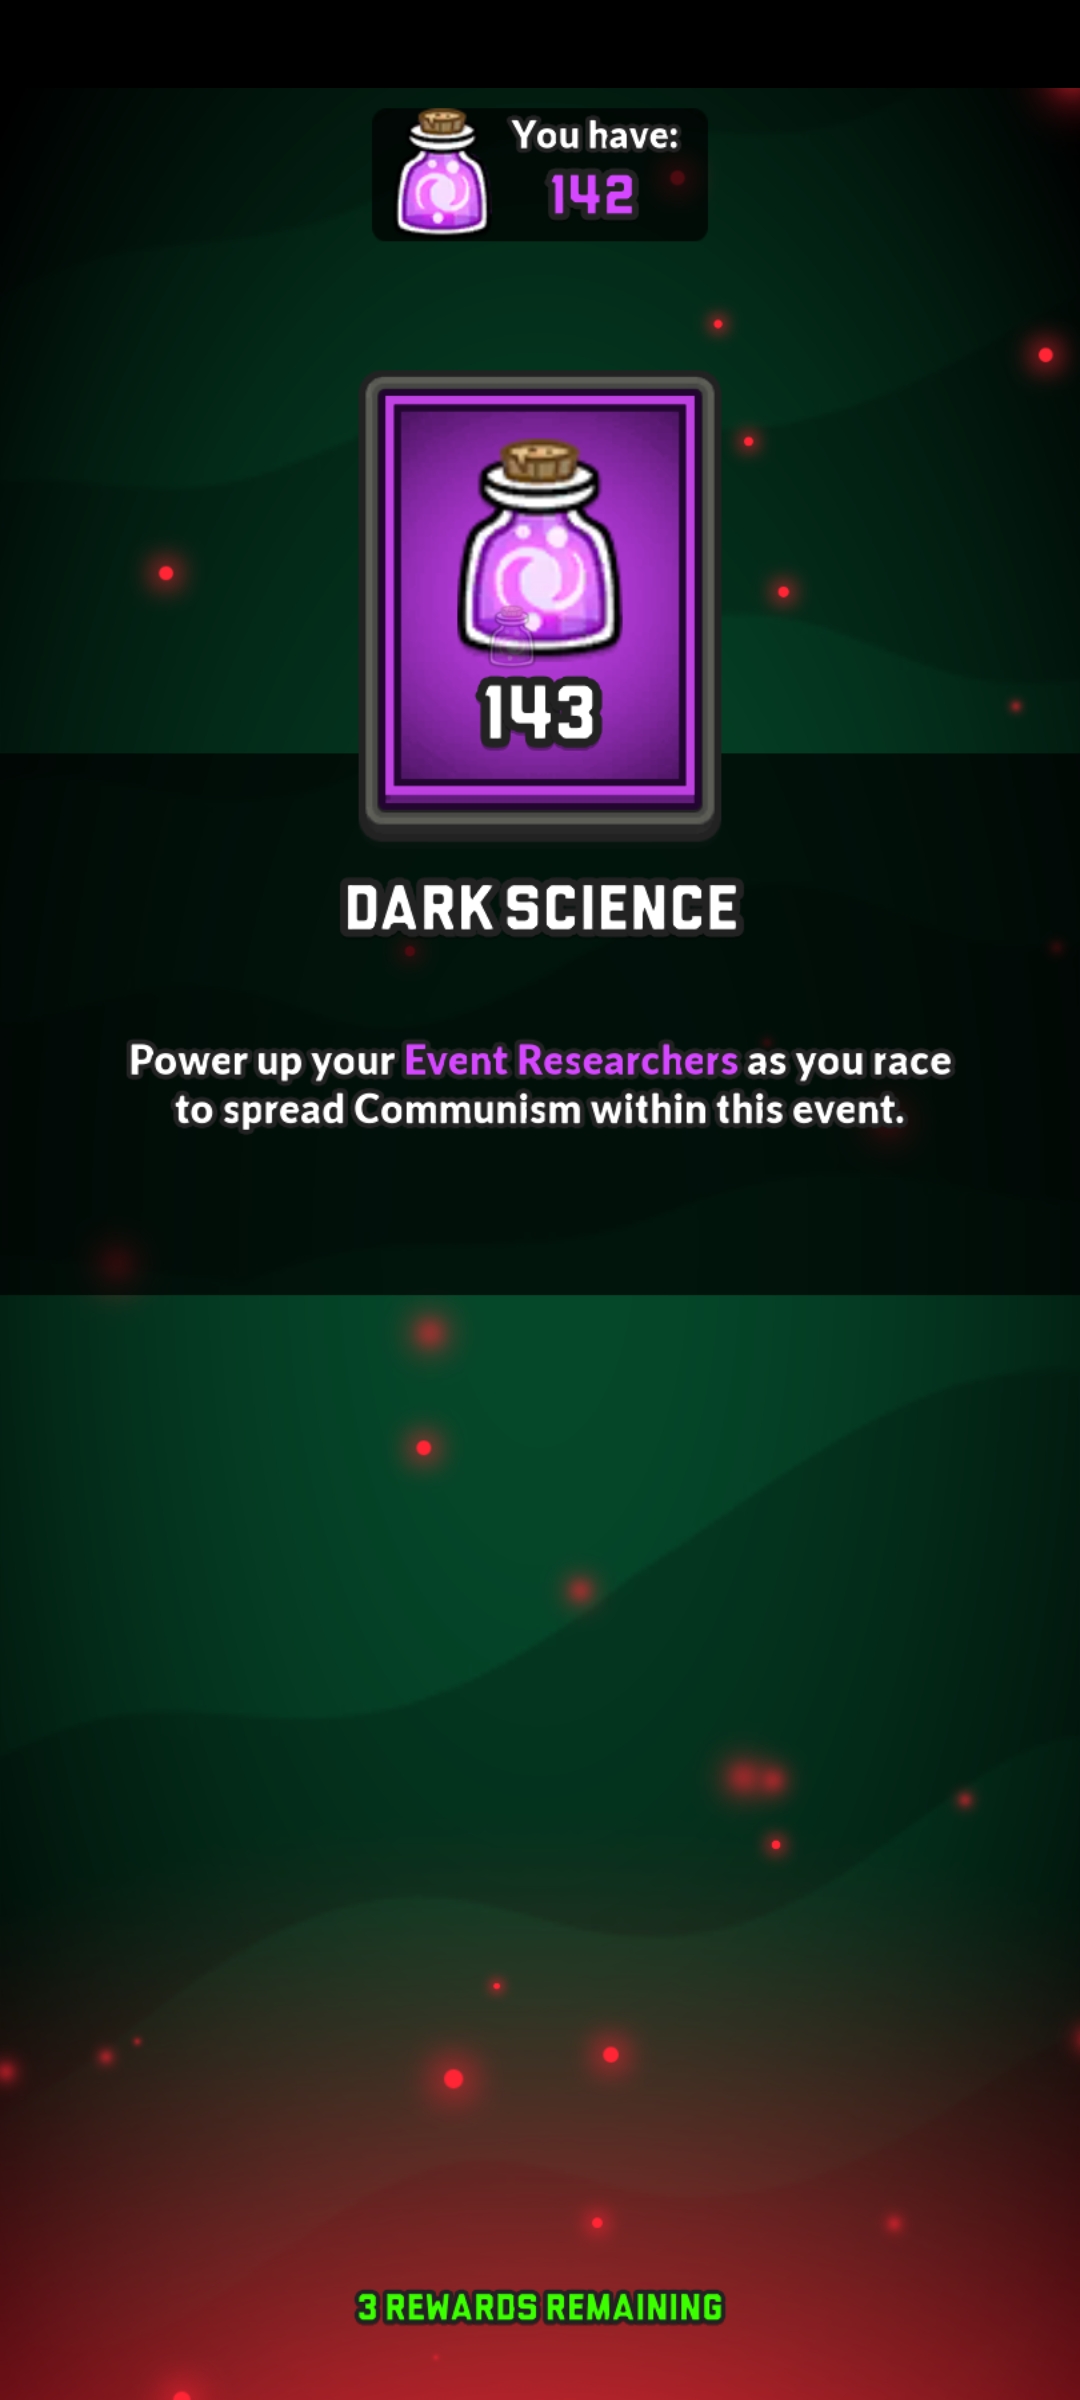 You have:
142
143
DARK SCIENCE
Power up your Event Researchers as you race
to spread Communism within this event.
3 REWARDS REMAINING